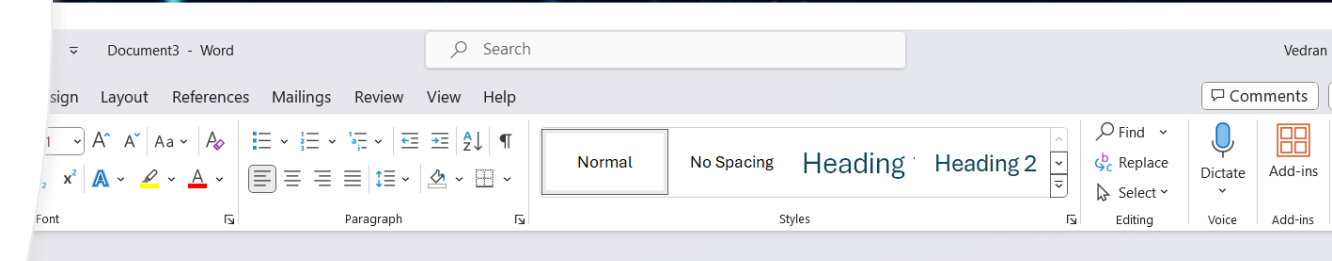 Document3 - Word
Search
Vedran
sign Layout References Mailings Review View Help
Comments
Aa
Normal
No Spacing
Heading
Heading 2
Find
Replace
Select
Dictate
Add-ins
Font
Paragraph
Styles
Editing
Voice
Add-ins